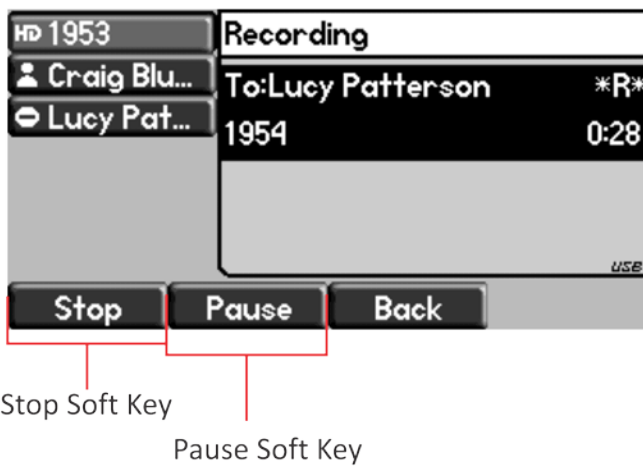 HD 1953
Craig Blu...
Lucy Pat...
Recording
To:Lucy Patterson *R*
1954 0:28
USB
Stop Pause Back
Stop Soft Key
Pause Soft Key